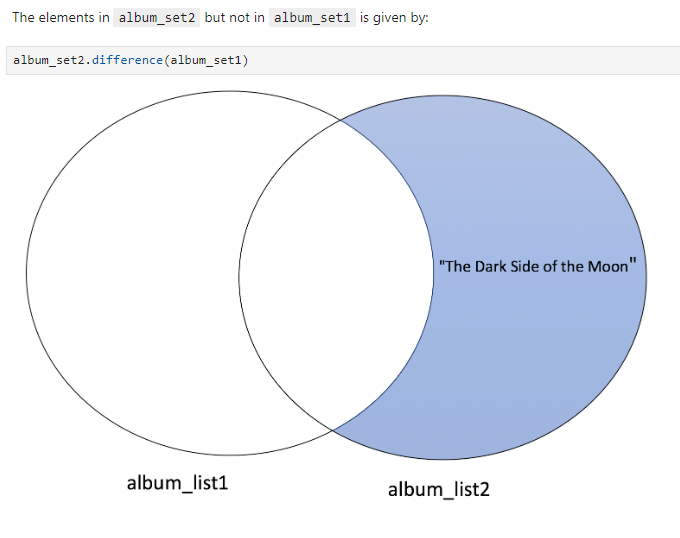 The elements in album_set2 but not in album_set1 is given by:
album_set2.difference(album_set1)
"The Dark Side of the Moon"
album_list1
album_list2